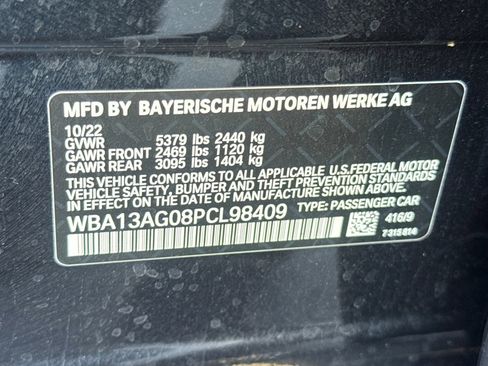 MFD BY BAYERISCHE MOTOREN WERKE AG
10/22
GVWR 5379 lbs 2440 kg
GAWR FRONT 2469 lbs 1120 kg
GAWR REAR 3095 lbs 1404 kg
THIS VEHICLE CONFORMS TO ALL APPLICABLE U.S.FEDERAL MOTOR
VEHICLE SAFETY, BUMPER AND THEFT PREVENTION STANDARDS
IN EFFECT ON THE DATE OF MANUFACTURE SHOWN ABOVE.
WBA13AG08PCL98409 TYPE: PASSENGER CAR
416/9
7315814